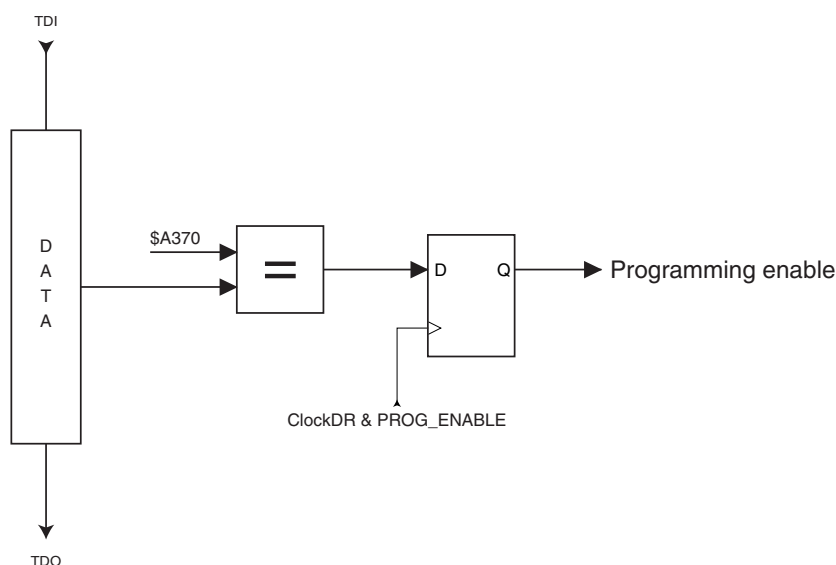 TDI
D
A
T
A
$A370
=
D
Q
Programming enable
ClockDR & PROG_ENABLE
TDO